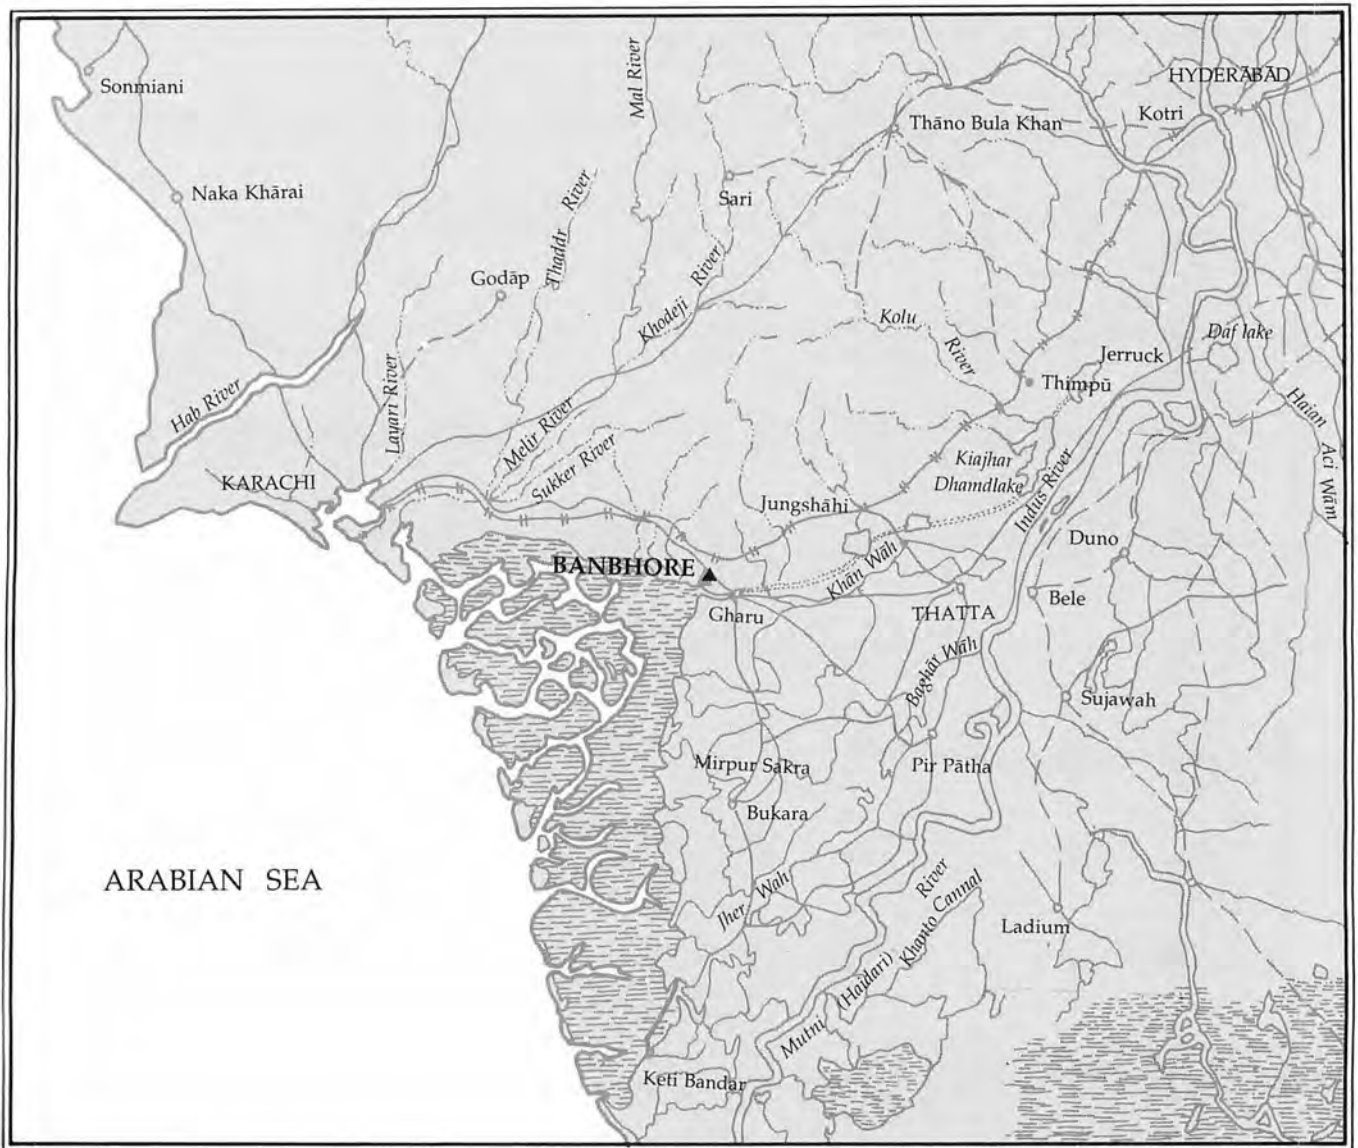 HYDERĀBĀD
Sonmiani
Mal River
Kotri
Thāno Bula Khan
Naka Khārai
Sari
Thaddr River
Godāp
Khodeji River
Kolu River
Daf lake
Jerruck
Thimpū
Hab River
Layari River
Melir River
Haian
Aci Wām
Sukker River
Kiajhar
Dhamdlake
KARACHI
Jungshāhi
Indus River
Duno
BANBHORE
Khān Wāh
Gharu
THATTA
Bele
Baghār Wāh
Sujawah
Mirpur Sakra
Pir Pātha
Bukara
ARABIAN SEA
Jher Wah
River
Khanto Cannal
Ladium
Mutni (Haidari)
Keti Bandar